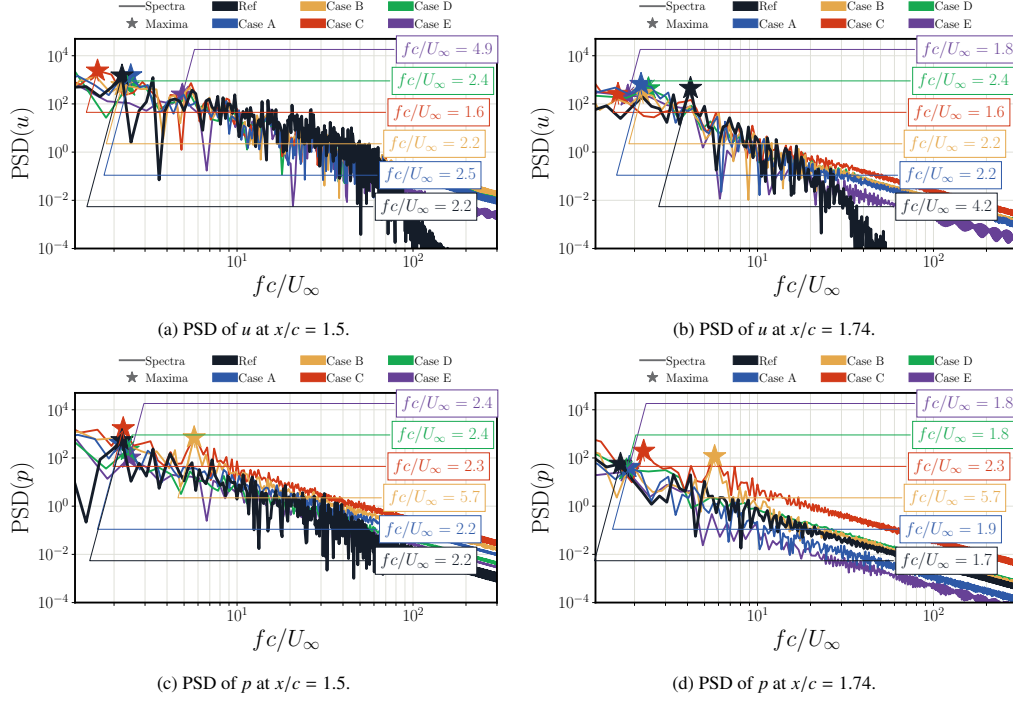 Spectra Ref Case B Case D
Maxima Case A Case C Case E
PSD(u)
10^4
10^2
10^0
10^-2
10^-4
fc/U∞ = 4.9
fc/U∞ = 2.4
fc/U∞ = 1.6
fc/U∞ = 2.2
fc/U∞ = 2.5
fc/U∞ = 2.2
10^1 10^2
fc/U∞
(a) PSD of u at x/c = 1.5.
Spectra Ref Case B Case D
Maxima Case A Case C Case E
PSD(u)
10^4
10^2
10^0
10^-2
10^-4
fc/U∞ = 1.8
fc/U∞ = 2.4
fc/U∞ = 1.6
fc/U∞ = 2.2
fc/U∞ = 2.2
fc/U∞ = 4.2
10^1 10^2
fc/U∞
(b) PSD of u at x/c = 1.74.
Spectra Ref Case B Case D
Maxima Case A Case C Case E
PSD(p)
10^4
10^2
10^0
10^-2
10^-4
fc/U∞ = 2.4
fc/U∞ = 2.4
fc/U∞ = 2.3
fc/U∞ = 5.7
fc/U∞ = 2.2
fc/U∞ = 2.2
10^1 10^2
fc/U∞
(c) PSD of p at x/c = 1.5.
Spectra Ref Case B Case D
Maxima Case A Case C Case E
PSD(p)
10^4
10^2
10^0
10^-2
10^-4
fc/U∞ = 1.8
fc/U∞ = 1.8
fc/U∞ = 2.3
fc/U∞ = 5.7
fc/U∞ = 1.9
fc/U∞ = 1.7
10^1 10^2
fc/U∞
(d) PSD of p at x/c = 1.74.